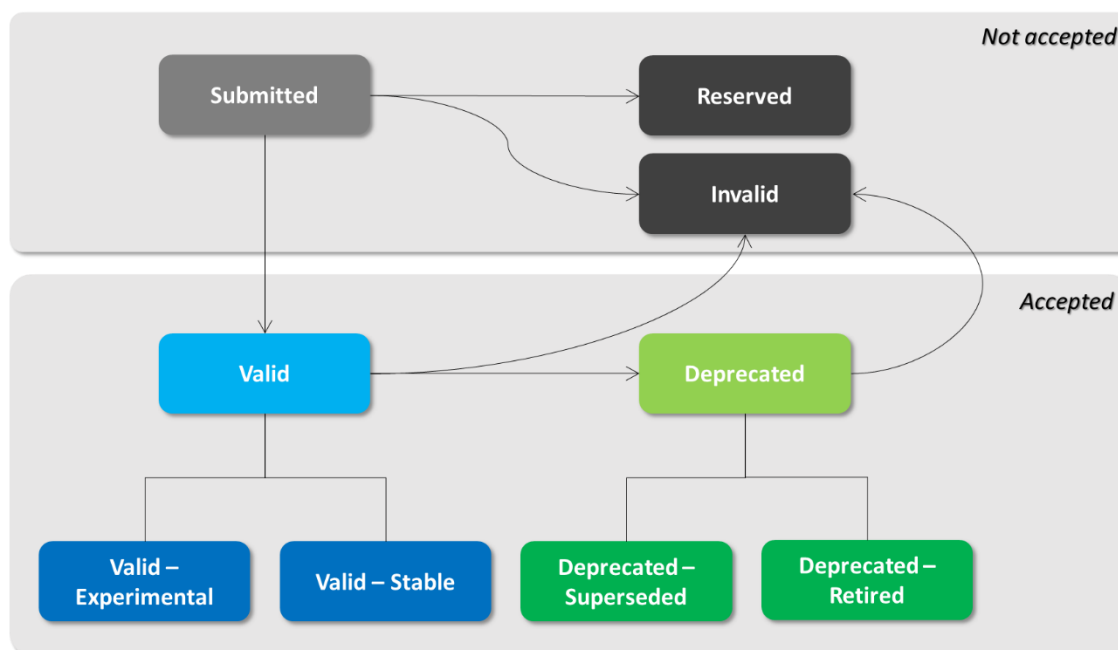 Not accepted
Submitted
Reserved
Invalid
Accepted
Valid
Deprecated
Valid –
Experimental
Valid – Stable
Deprecated –
Superseded
Deprecated –
Retired